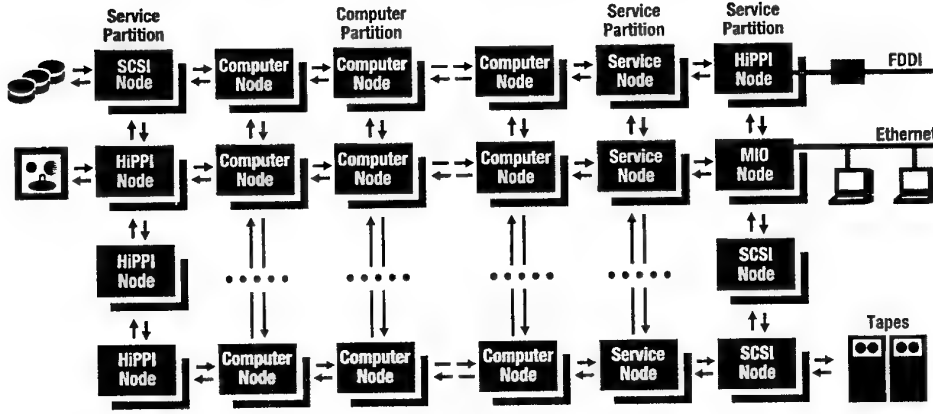 Service
Partition
Computer
Partition
Service
Partition
Service
Partition
SCSI
Node
Computer
Node
Computer
Node
Computer
Node
Service
Node
HiPPI
Node
FDDI
HiPPI
Node
Computer
Node
Computer
Node
Computer
Node
Service
Node
MIO
Node
Ethernet
HiPPI
Node
SCSI
Node
HiPPI
Node
Computer
Node
Computer
Node
Computer
Node
Service
Node
SCSI
Node
Tapes